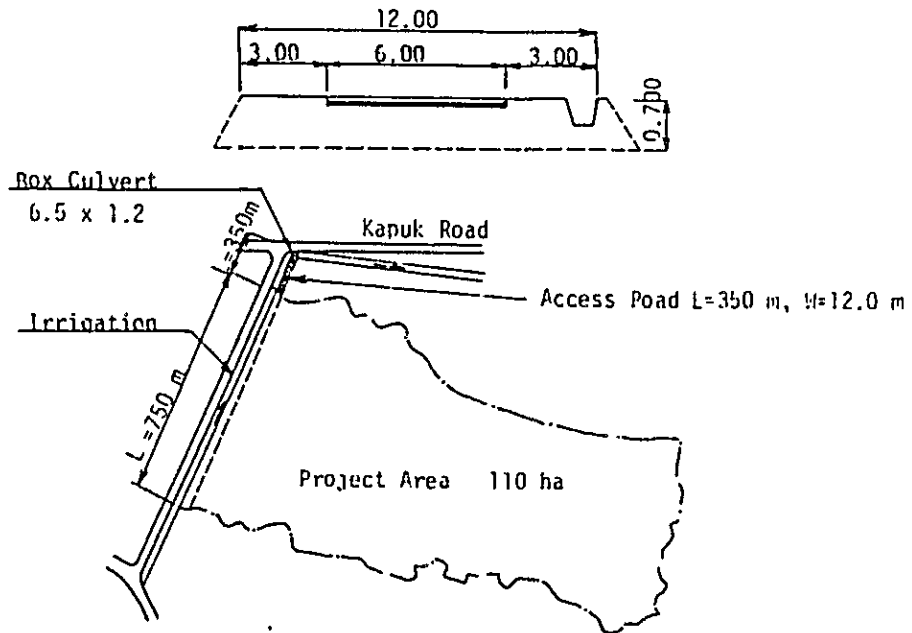 12.00
3.00 6.00 3.00
0.700
Box Culvert
6.5 x 1.2
L=350m
Kapuk Road
Access Poad L=350 m, W=12.0 m
Irrigation
L=750 m
Project Area 110 ha